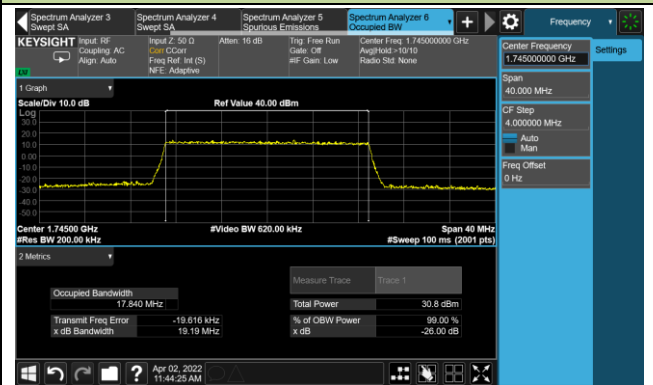 Spectrum Analyzer 3
Swept SA
Spectrum Analyzer 4
Swept SA
Spectrum Analyzer 5
Spurious Emissions
Spectrum Analyzer 6
Occupied BW
Frequency
KEYSIGHT
Input: RF
Coupling: AC
Align: Auto
Input Z: 50 Ω
Corr CCorr
Freq Ref: Int (S)
NFE: Adaptive
Atten: 16 dB
Trig: Free Run
Gate: Off
#IF Gain: Low
Center Freq: 1.745000000 GHz
Avg|Hold:>10/10
Radio Std: None
Center Frequency
1.745000000 GHz
Settings
Span
40.000 MHz
CF Step
4.000000 MHz
Auto
Man
Freq Offset
0 Hz
1 Graph
Scale/Div 10.0 dB
Ref Value 40.00 dBm
Log
30.0
20.0
10.0
0.00
-10.0
-20.0
-30.0
-40.0
-50.0
Center 1.74500 GHz
#Video BW 620.00 kHz
Span 40 MHz
#Res BW 200.00 kHz
#Sweep 100 ms (2001 pts)
2 Metrics
Measure Trace
Trace 1
Occupied Bandwidth
17.840 MHz
Total Power
30.8 dBm
Transmit Freq Error
-19.616 kHz
% of OBW Power
99.00 %
x dB Bandwidth
19.19 MHz
x dB
-26.00 dB
Apr 02, 2022
11:44:25 AM